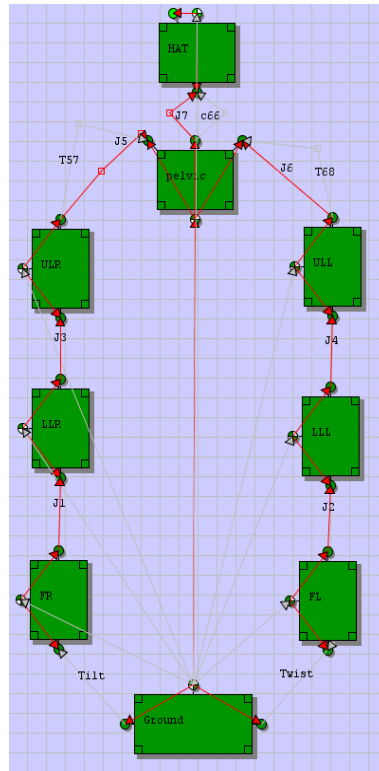 HAT
J7 c66
J5
T57
pelvic
J6
T68
ULR
ULL
J3
J4
LLR
LLL
J1
J2
FR
FL
Tilt
Twist
Ground